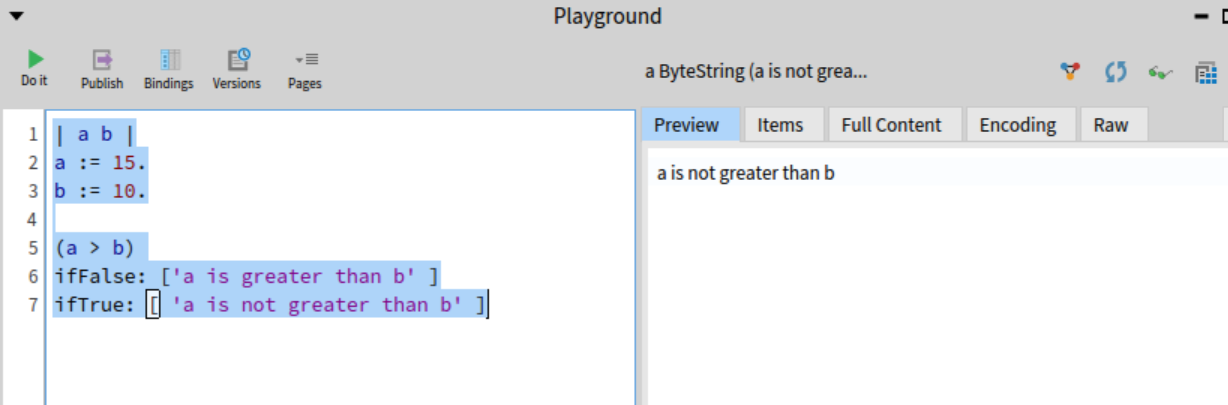 Playground
Do it Publish Bindings Versions Pages
a ByteString (a is not grea...
Preview Items Full Content Encoding Raw
1 | a b |
2 a := 15.
3 b := 10.
4
5 (a > b)
6 ifFalse: ['a is greater than b' ]
7 ifTrue: [ 'a is not greater than b' ]
a is not greater than b